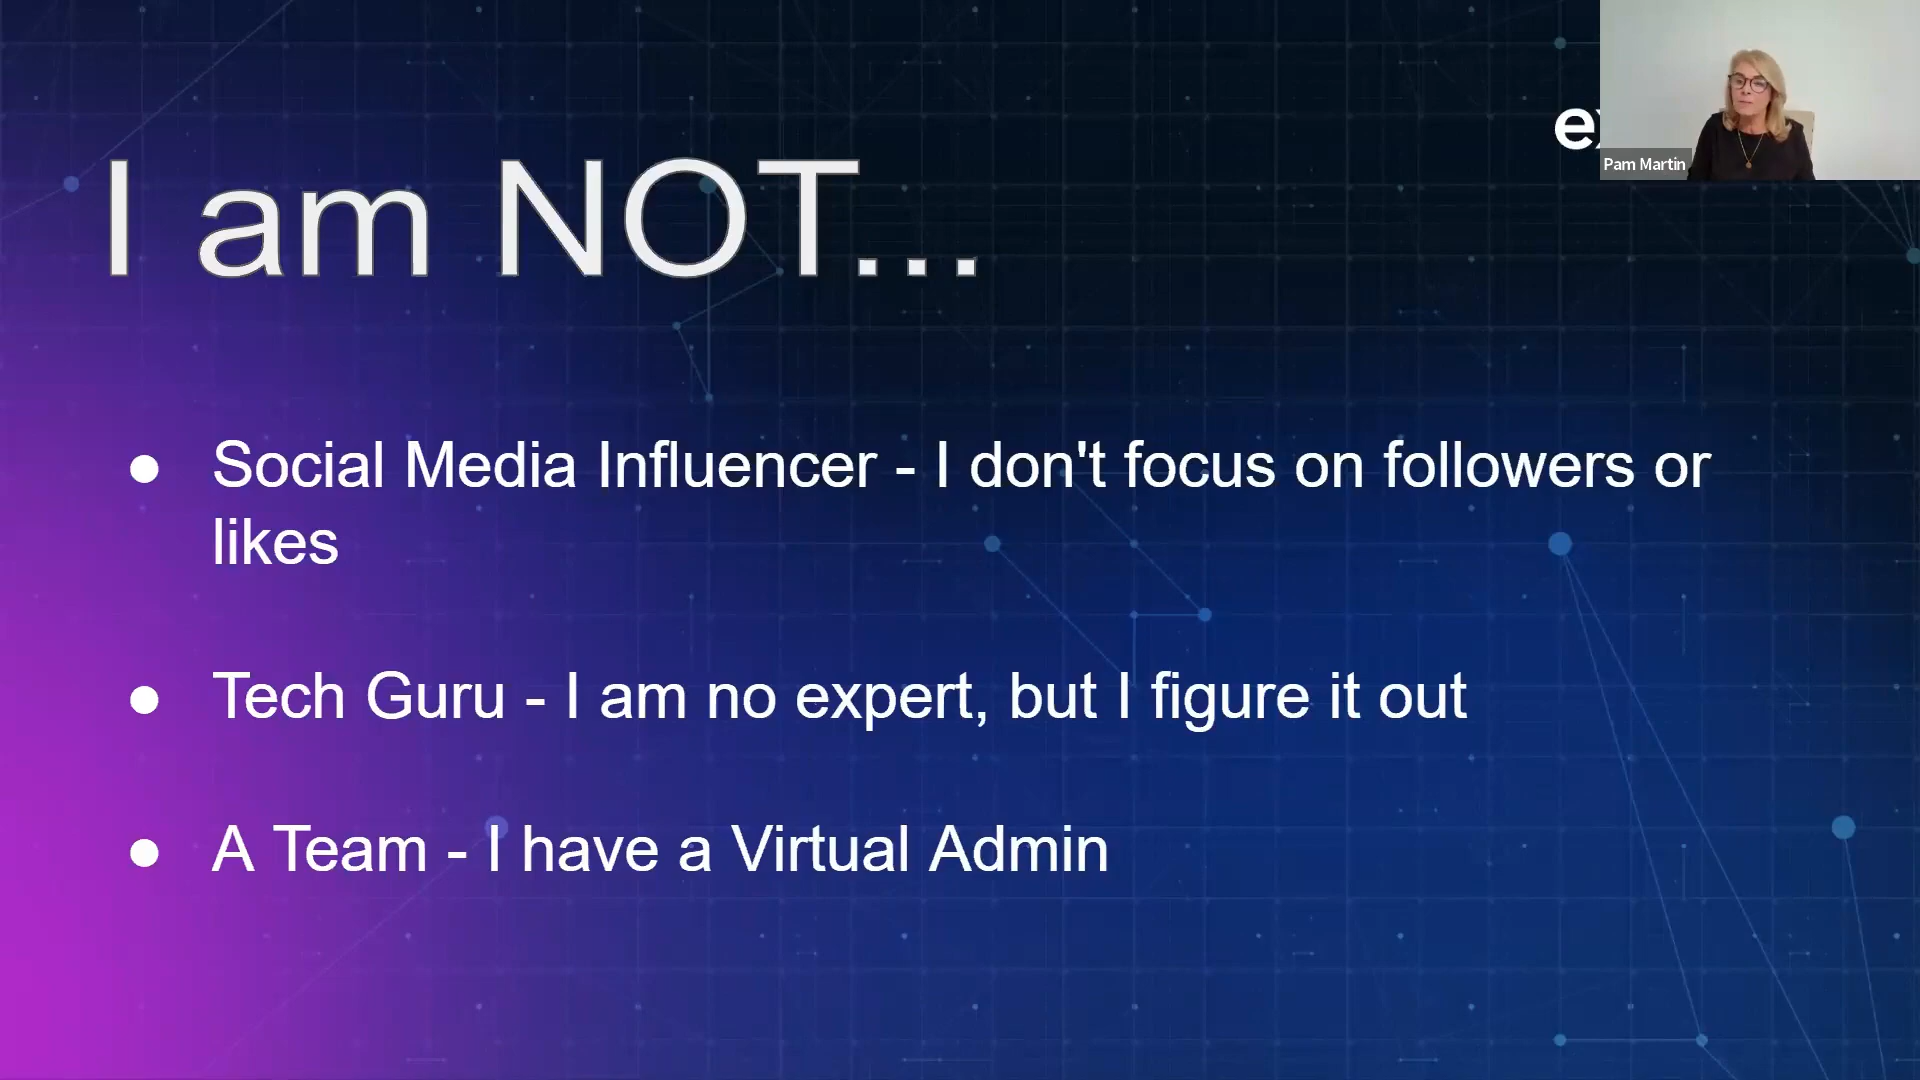 Pam Martin
I am NOT...
● Social Media Influencer - I don't focus on followers or
likes
● Tech Guru - I am no expert, but I figure it out
● A Team - I have a Virtual Admin